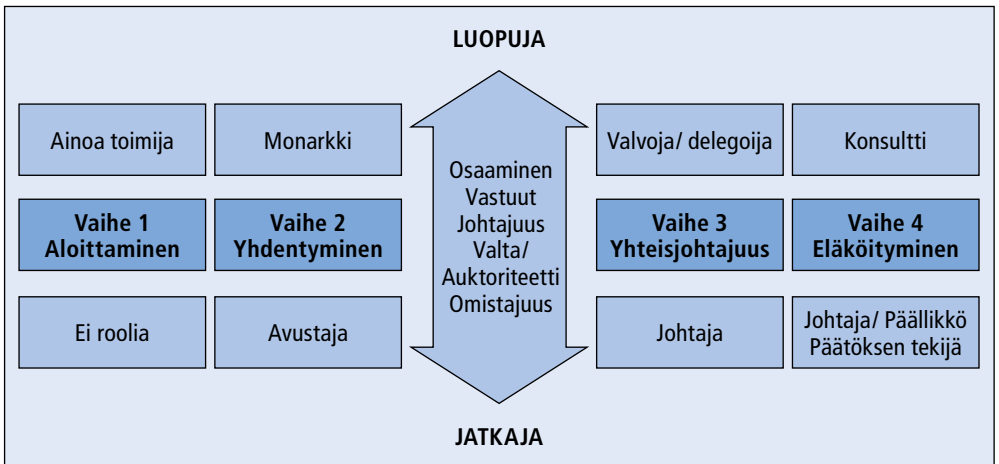 LUOPUJA
Ainoa toimija
Monarkki
Valvoja/ delegoija
Konsultti
Vaihe 1
Aloittaminen
Vaihe 2
Yhdentyminen
Osaaminen
Vastuut
Johtajuus
Valta/
Auktoriteetti
Omistajuus
Vaihe 3
Yhteisjohtajuus
Vaihe 4
Eläköityminen
Ei roolia
Avustaja
Johtaja
Johtaja/ Päällikkö
Päätöksen tekijä
JATKAJA